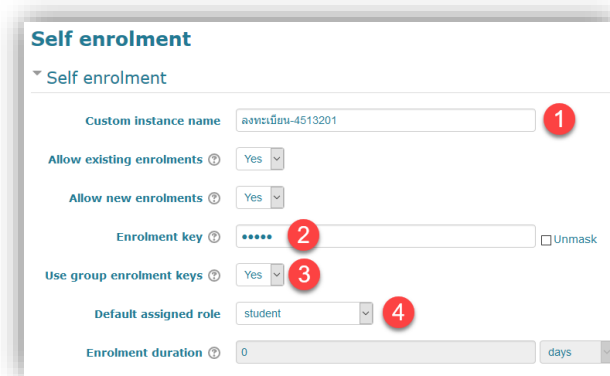 Self enrolment
Self enrolment
Custom instance name ลงทะเบียน-4513201 1
Allow existing enrolments Yes
Allow new enrolments Yes
Enrolment key ••••• 2 Unmask
Use group enrolment keys Yes 3
Default assigned role student 4
Enrolment duration 0 days